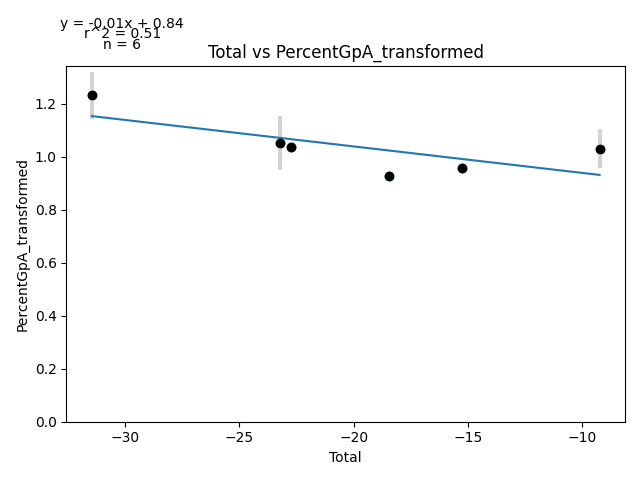 y = -0.01x + 0.84
r^2 = 0.51
n = 6
Total vs PercentGpA_transformed
PercentGpA_transformed
1.2
1.0
0.8
0.6
0.4
0.2
0.0
−30
−25
−20
−15
−10
Total